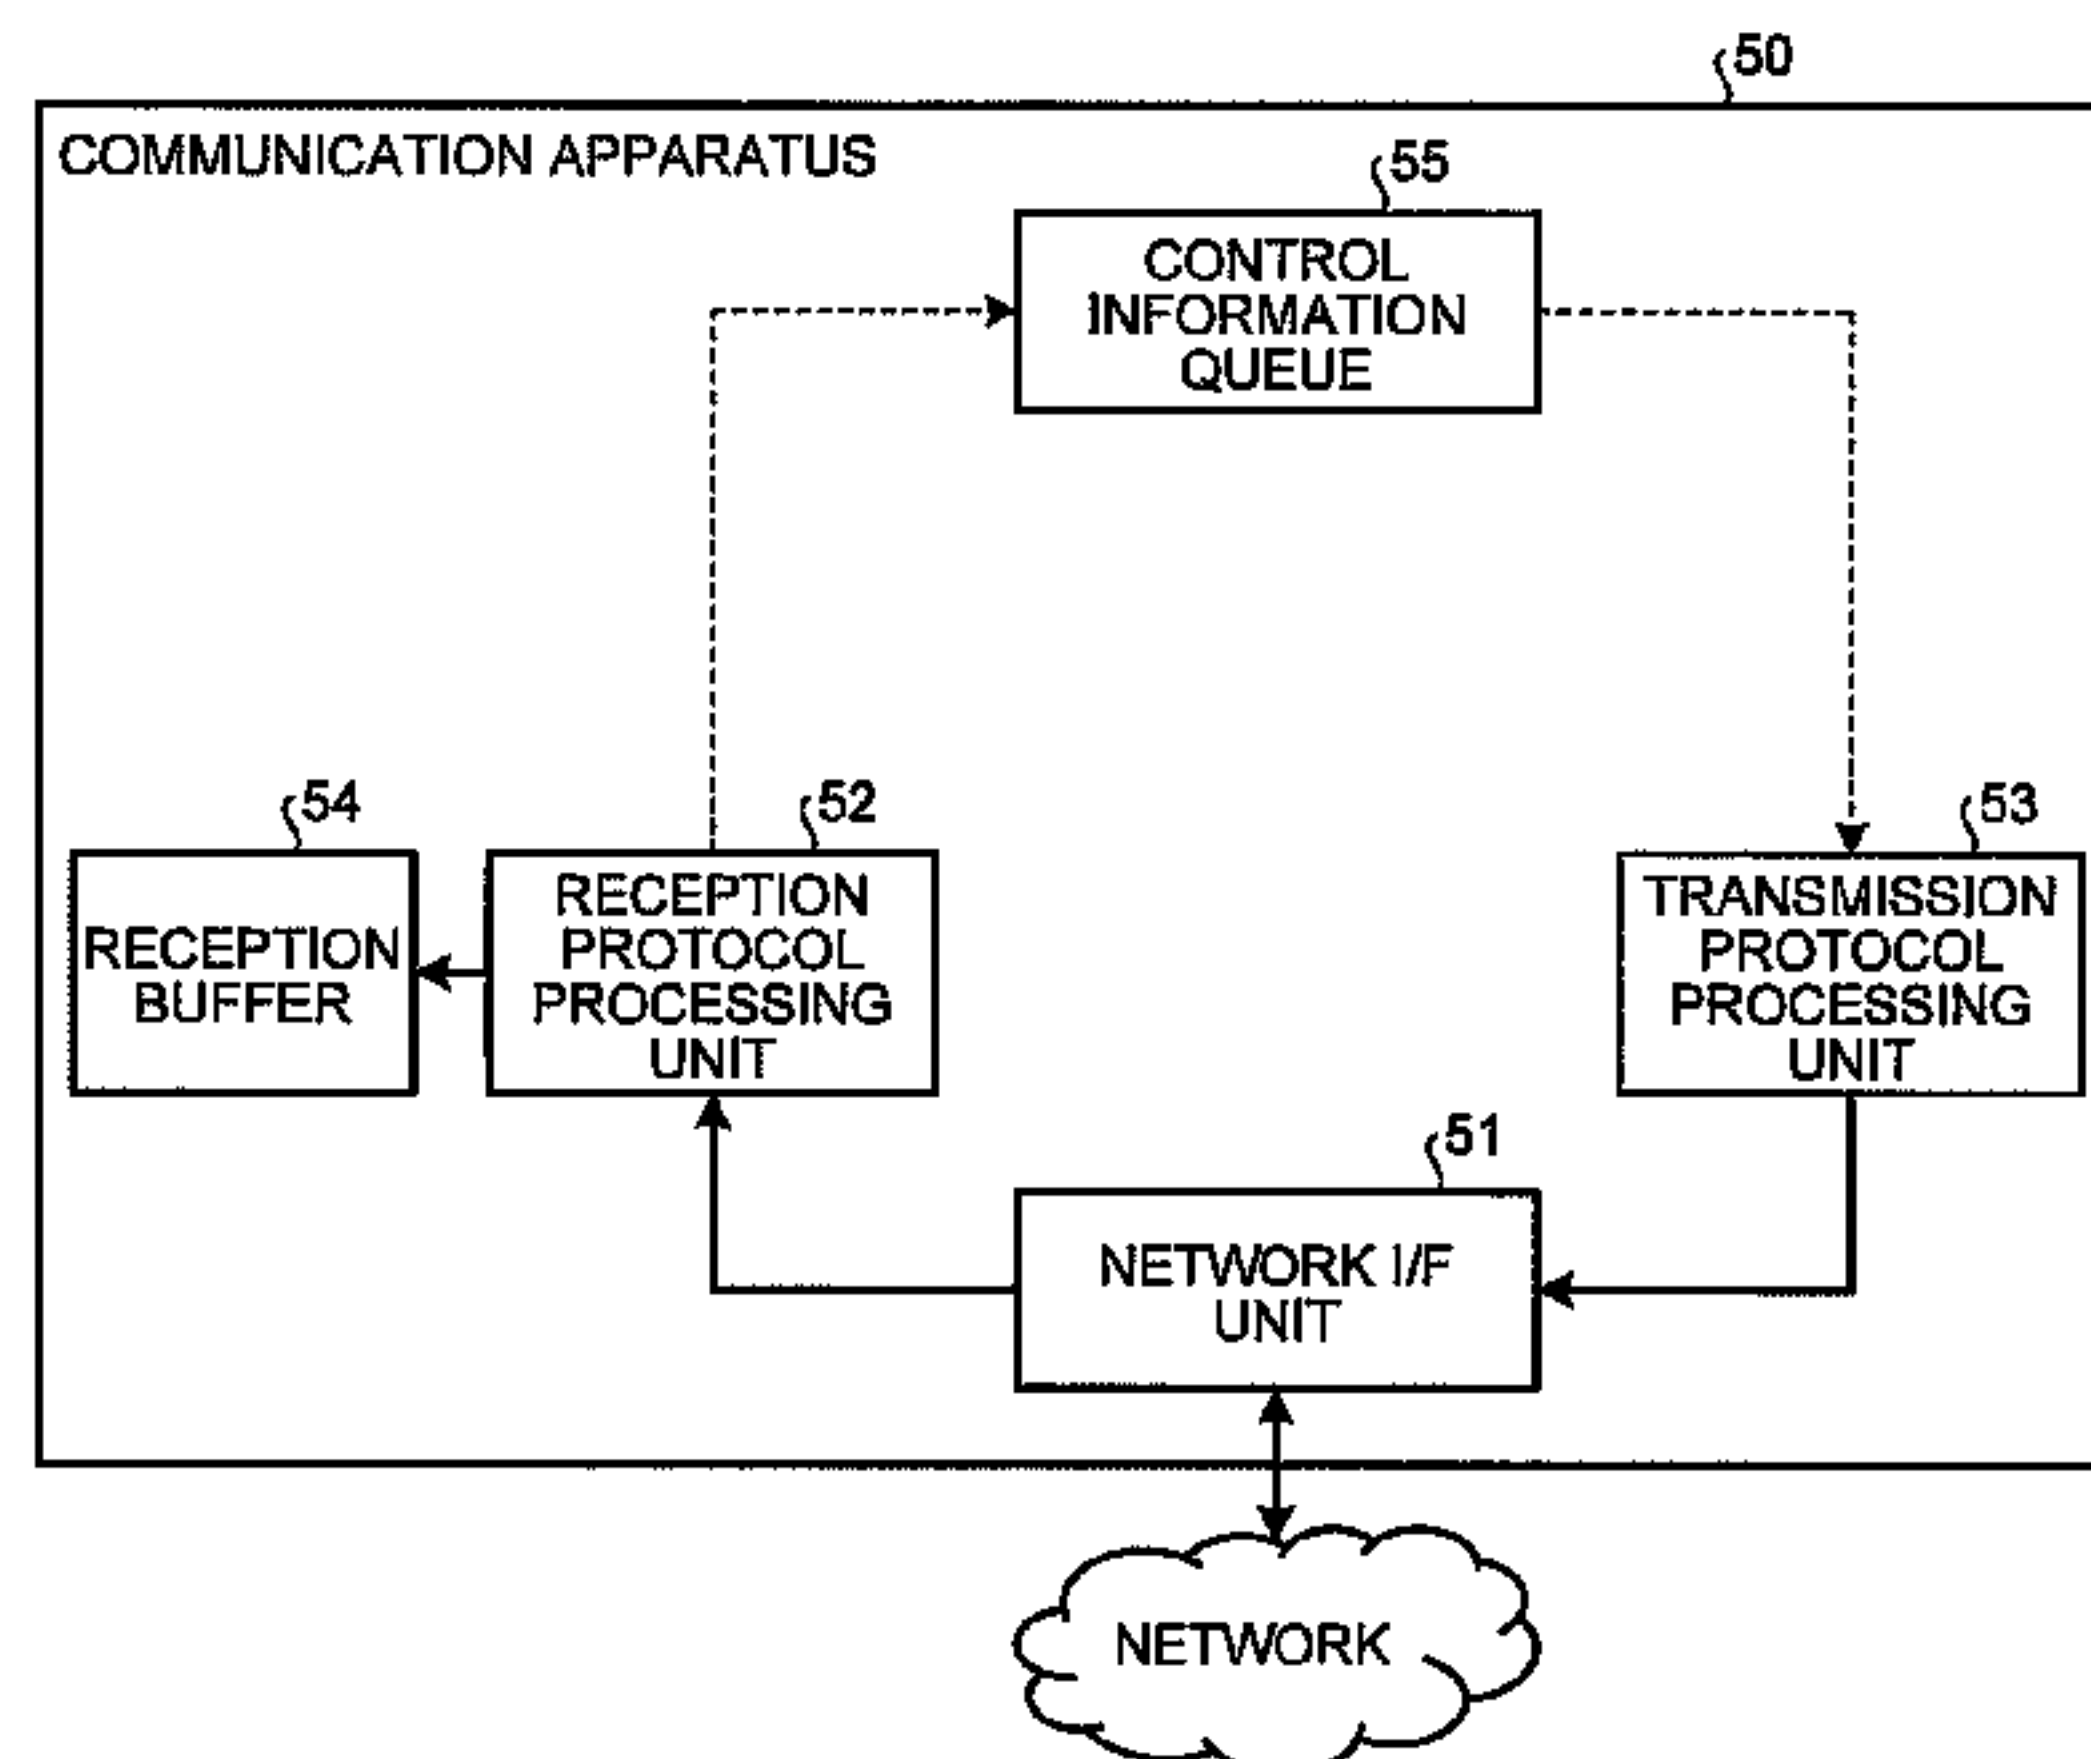 50
COMMUNICATION APPARATUS
55
CONTROL
INFORMATION
QUEUE
54
52
53
RECEPTION
BUFFER
RECEPTION
PROTOCOL
PROCESSING
UNIT
TRANSMISSION
PROTOCOL
PROCESSING
UNIT
51
NETWORK I/F
UNIT
NETWORK